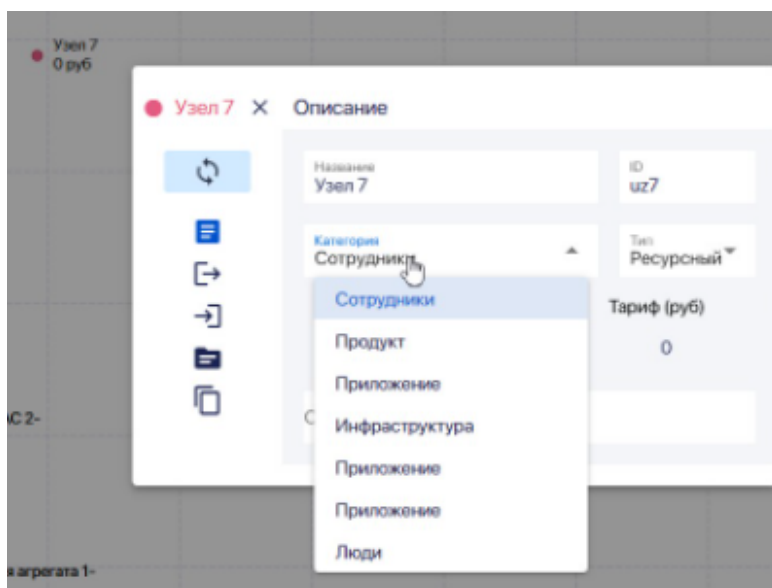 Узел 7
0 руб
Узел 7
Описание
Название
Узел 7
ID
uz7
Категория
Сотрудники
Тип
Ресурсный
Сотрудники
Тариф (руб)
Продукт
0
Приложение
Инфраструктура
Приложение
Приложение
Люди
АС 2-
агрегата 1-